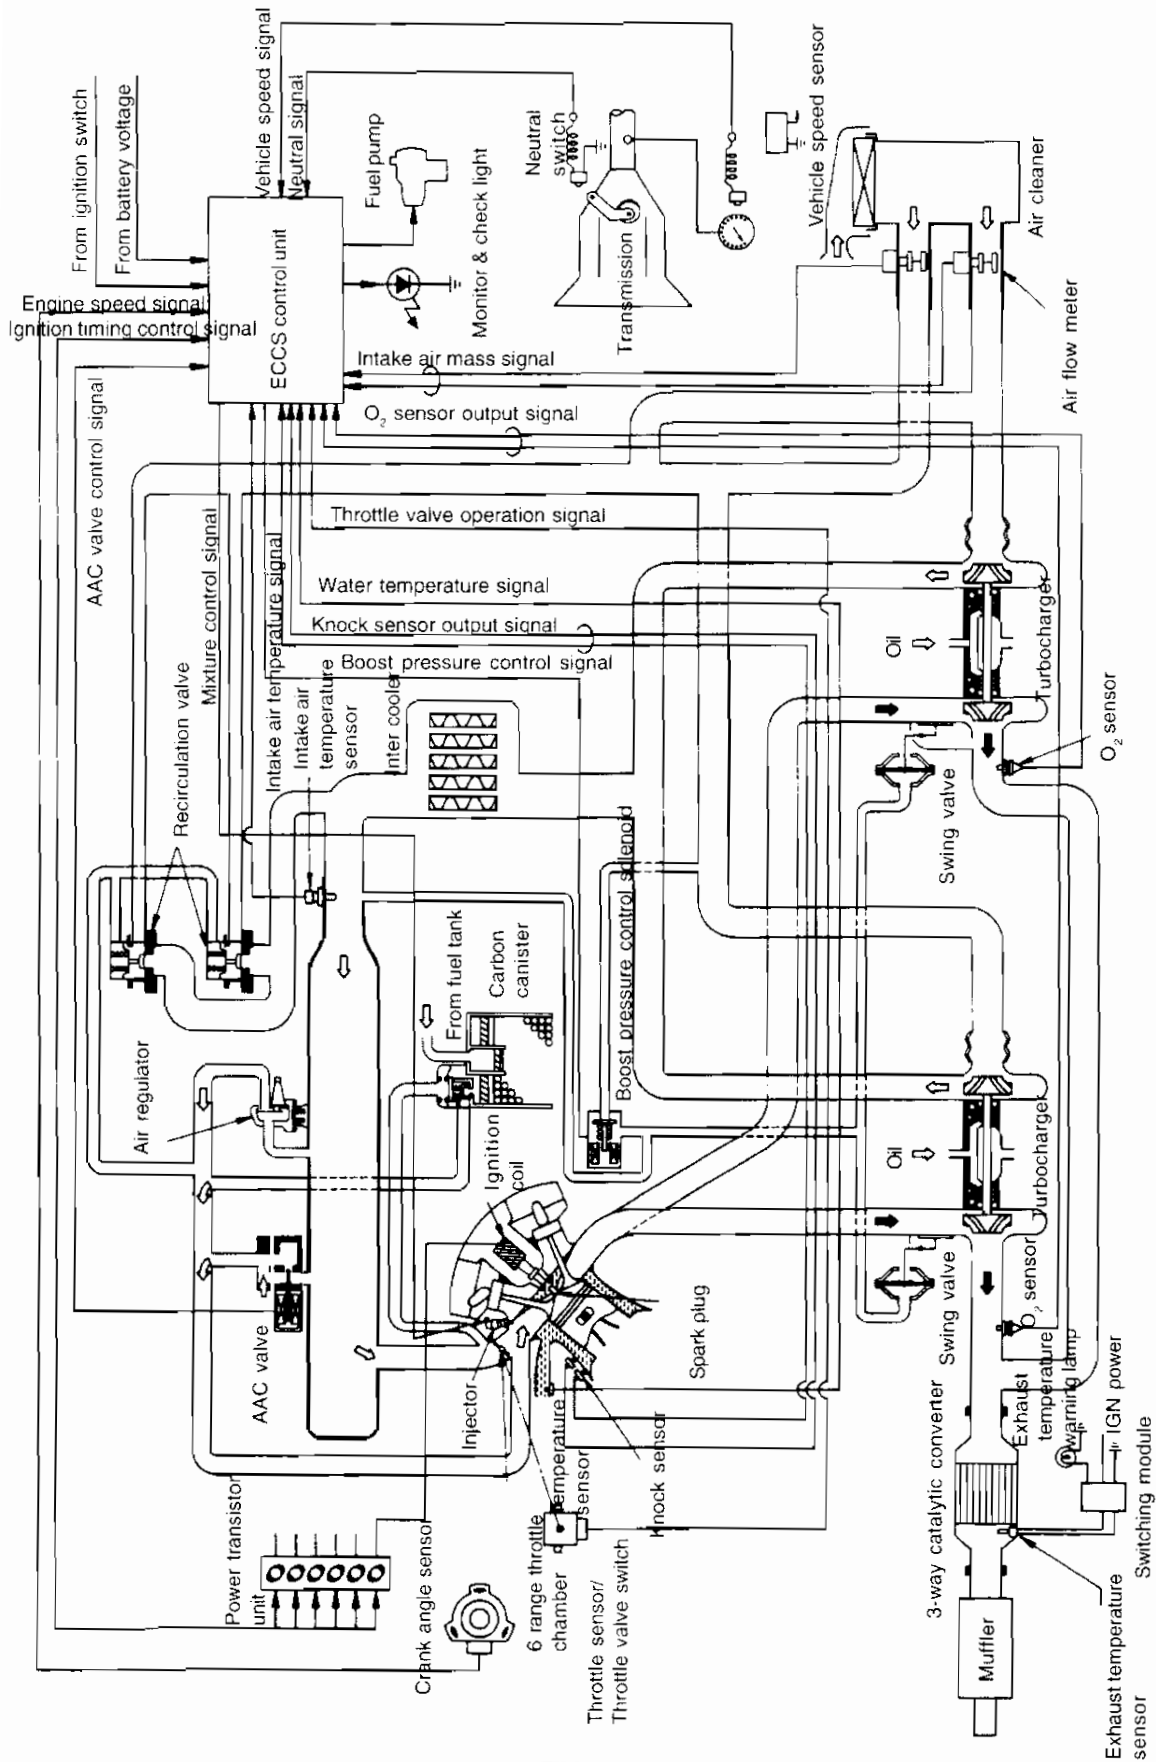 Vehicle speed signal
Neutral signal
From ignition switch
From battery voltage
Engine speed signal
Ignition timing control signal
AAC valve control signal
ECCS control unit
Fuel pump
Monitor & check light
Neutral
switch
Transmission
Vehicle speed sensor
Air cleaner
Air flow meter
Intake air mass signal
O2 sensor output signal
Throttle valve operation signal
Water temperature signal
Knock sensor output signal
Boost pressure control signal
Mixture control signal
Intake air temperature signal
Intake air
temperature
sensor
Inter cooler
Recirculation valve
Oil
Turbocharger
O2 sensor
Swing valve
Boost pressure control solenoid
From fuel tank
Carbon
canister
Air regulator
Ignition
coil
Oil
Turbocharger
O2 sensor
Swing valve
AAC valve
Injector
Spark plug
Knock sensor
temperature
sensor
Power transistor
unit
Crank angle sensor
6 range throttle
chamber
Throttle sensor/
Throttle valve switch
3-way catalytic converter
Exhaust
temperature
warning lamp
IGN power
Switching module
Muffler
Exhaust temperature
sensor